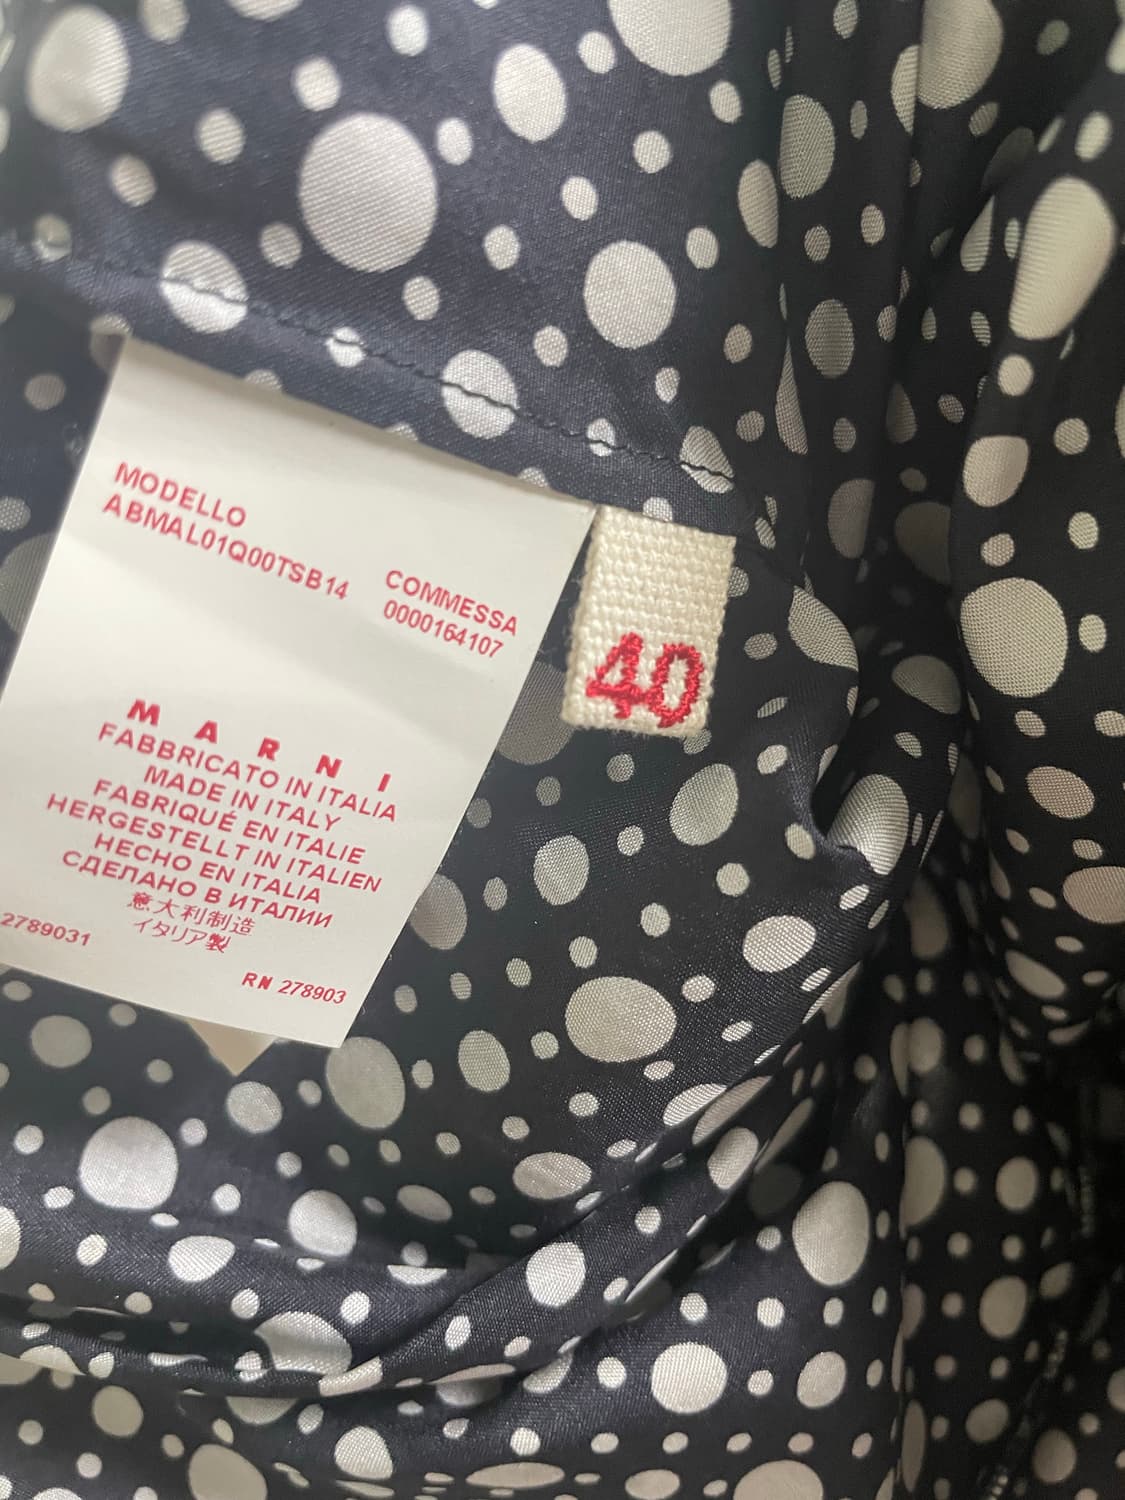 MODELLO
ABMAL01Q00TSB14
COMMESSA
0000164107
40
MARNI
FABBRICATO IN ITALIA
MADE IN ITALY
FABRIQUÉ EN ITALIE
HERGESTELLT IN ITALIEN
HECHO EN ITALIA
СДЕЛАНО В ИТАЛИИ
意大利制造
イタリア製
2789031
RN 278903